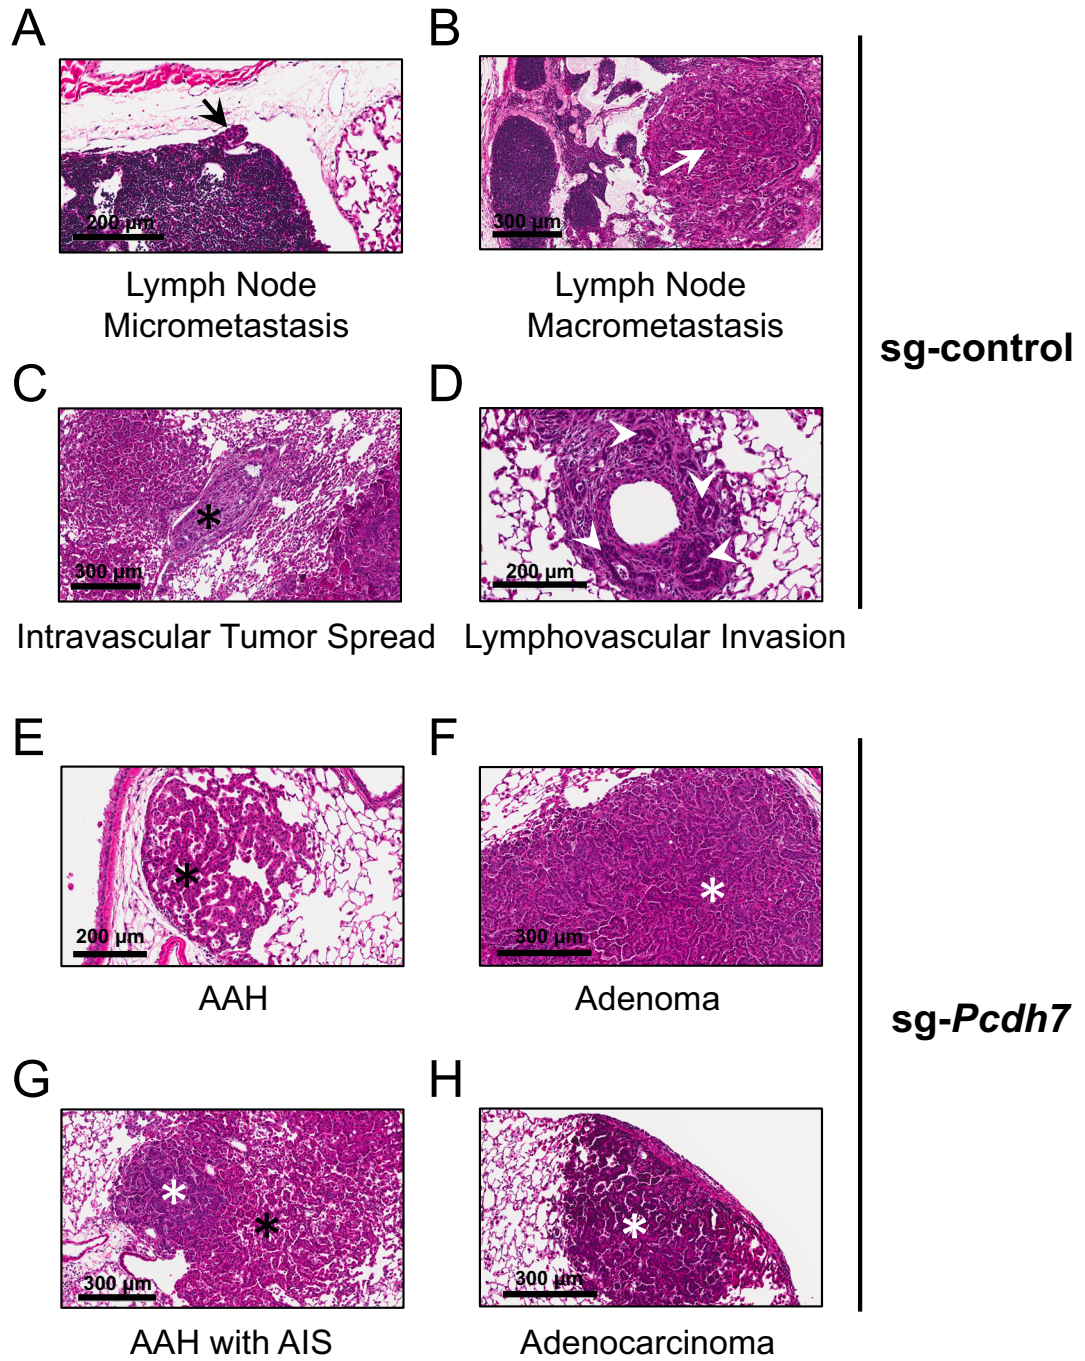 A
B
200 µm
300 µm
Lymph Node
Micrometastasis
Lymph Node
Macrometastasis
sg-control
C
D
300 µm
200 µm
Intravascular Tumor Spread
Lymphovascular Invasion
E
F
200 µm
300 µm
AAH
Adenoma
sg-Pcdh7
G
H
300 µm
300 µm
AAH with AIS
Adenocarcinoma